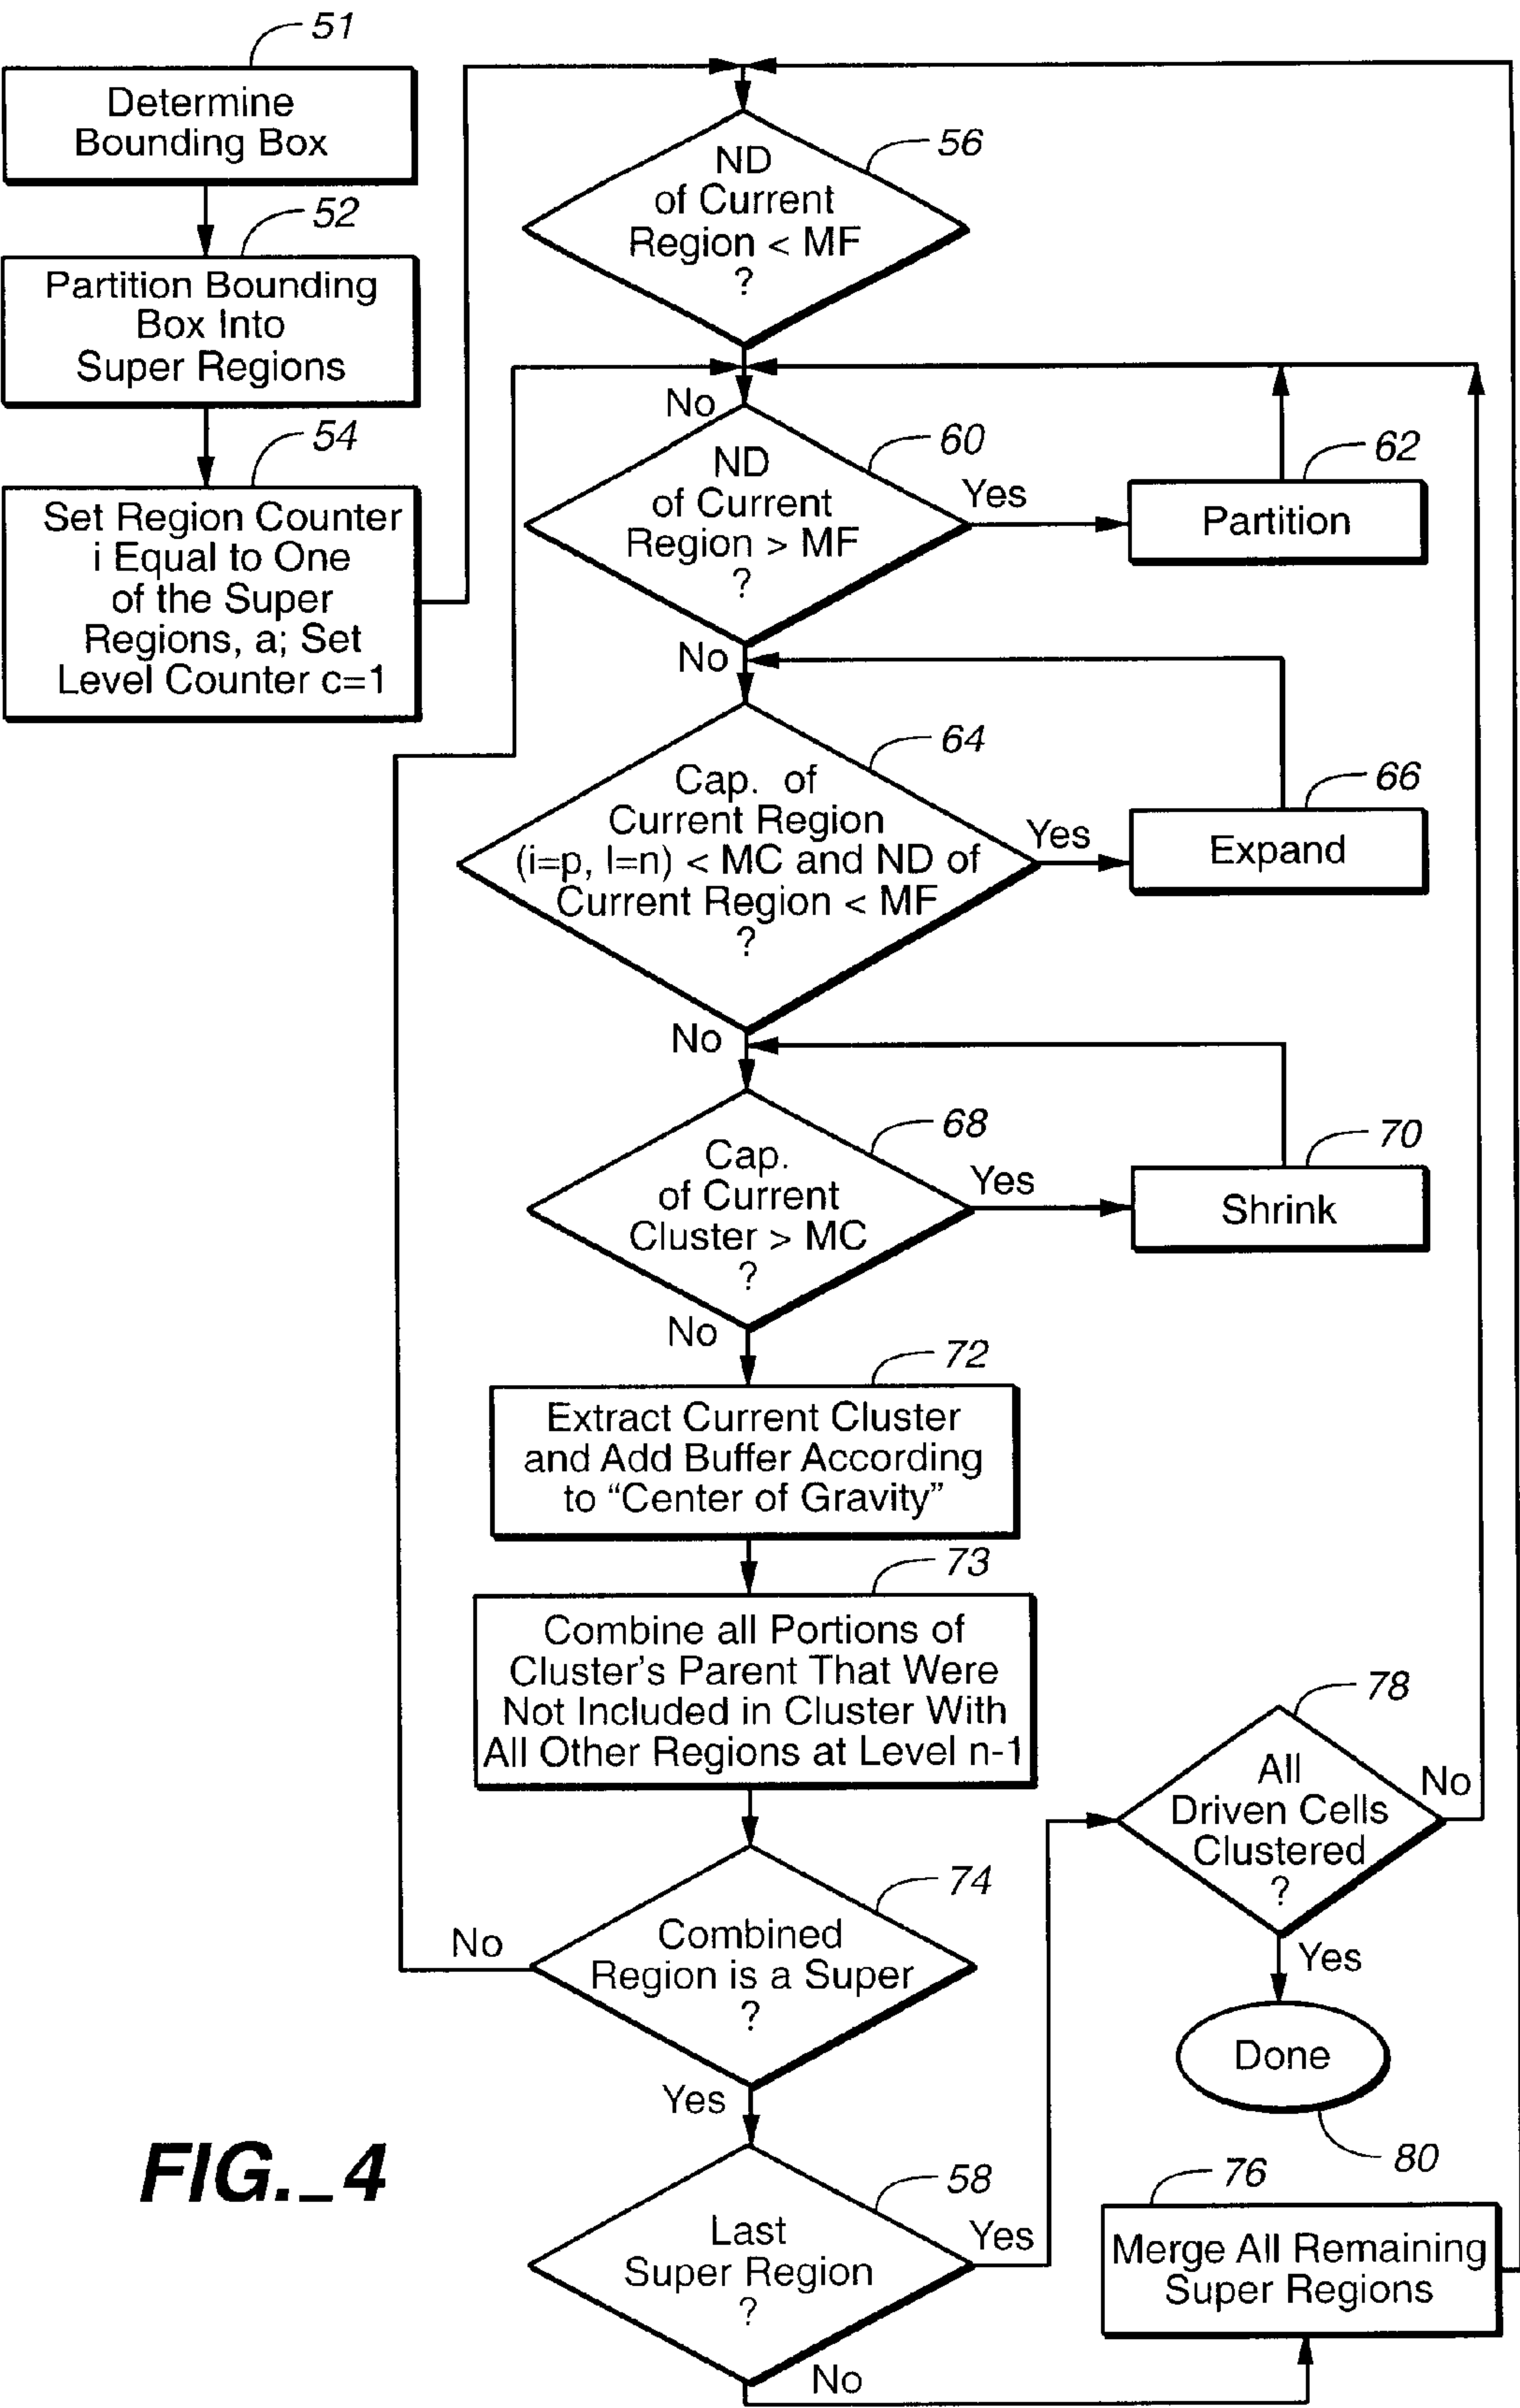 51
Determine
Bounding Box
52
Partition Bounding
Box Into
Super Regions
54
Set Region Counter
i Equal to One
of the Super
Regions, a; Set
Level Counter c=1
56
ND
of Current
Region < MF
?
No
60
ND
of Current
Region > MF
?
Yes
62
Partition
No
64
Cap. of
Current Region
(i=p, l=n) < MC and ND of
Current Region < MF
?
Yes
66
Expand
No
68
Cap.
of Current
Cluster > MC
?
Yes
70
Shrink
No
72
Extract Current Cluster
and Add Buffer According
to “Center of Gravity”
73
Combine all Portions of
Cluster's Parent That Were
Not Included in Cluster With
All Other Regions at Level n-1
74
Combined
Region is a Super
?
No
Yes
58
Last
Super Region
?
Yes
No
78
All
Driven Cells
Clustered
?
No
Yes
Done
80
76
Merge All Remaining
Super Regions
FIG._4